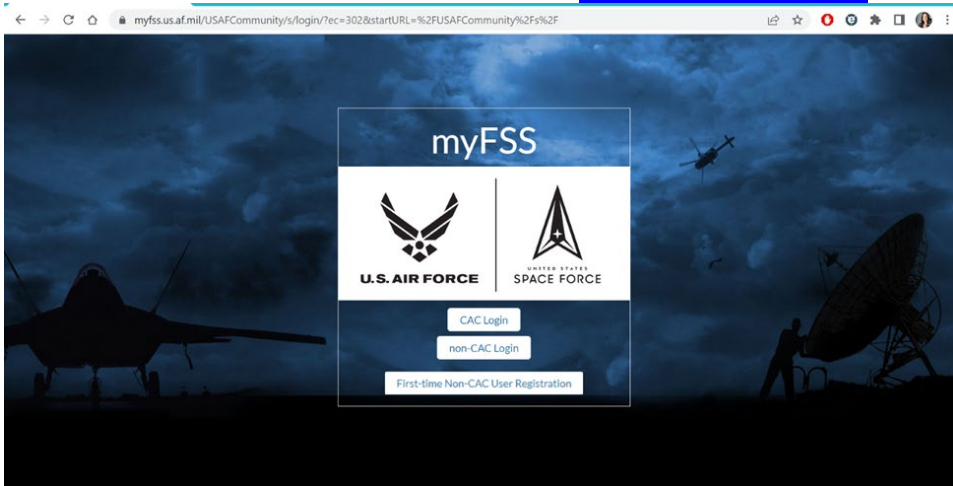 myfss.us.af.mil/USAFCommunity/s/login/?ec=302&startURL=%2FUSAFCommunity%2Fs%2F
myFSS
U.S. AIR FORCE
UNITED STATES
SPACE FORCE
CAC Login
non-CAC Login
First-time Non-CAC User Registration